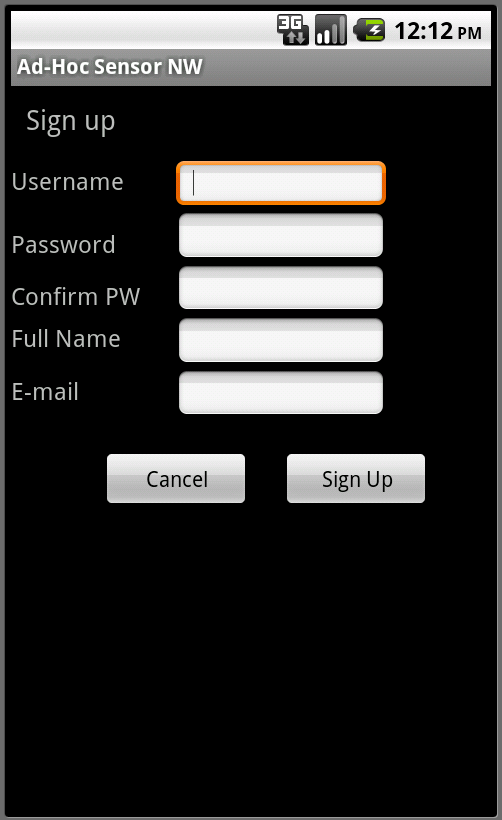 3G 12:12 PM
Ad-Hoc Sensor NW
Sign up
Username
Password
Confirm PW
Full Name
E-mail
Cancel Sign Up